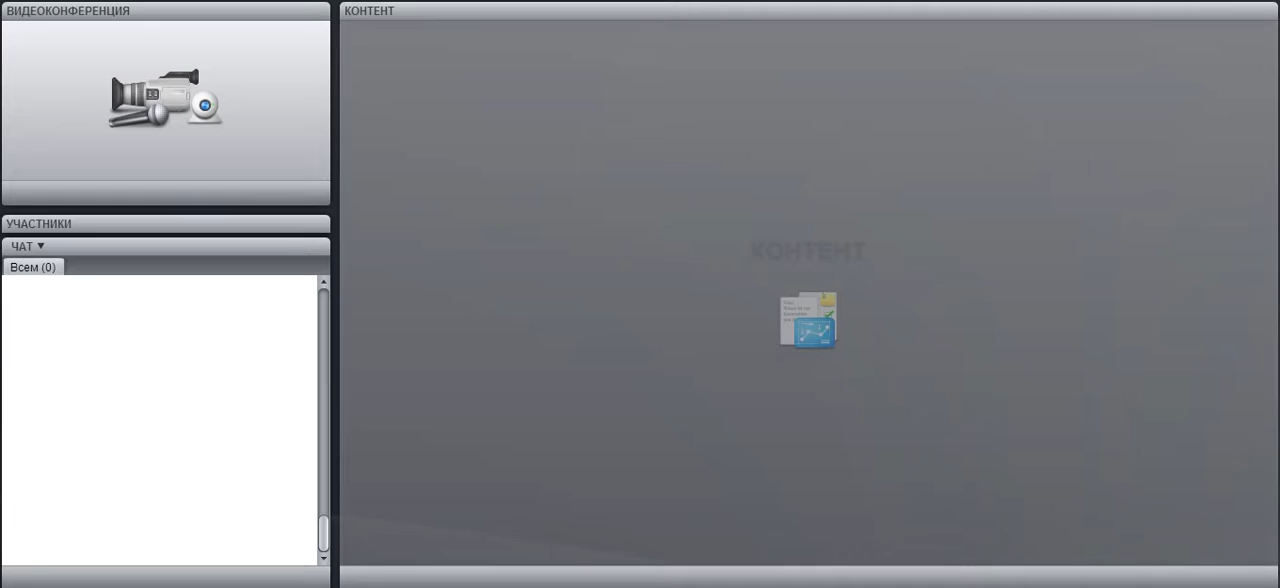 ВИДЕОКОНФЕРЕНЦИЯ
УЧАСТНИКИ
ЧАТ
Всем (0)
КОНТЕНТ
КОНТЕНТ